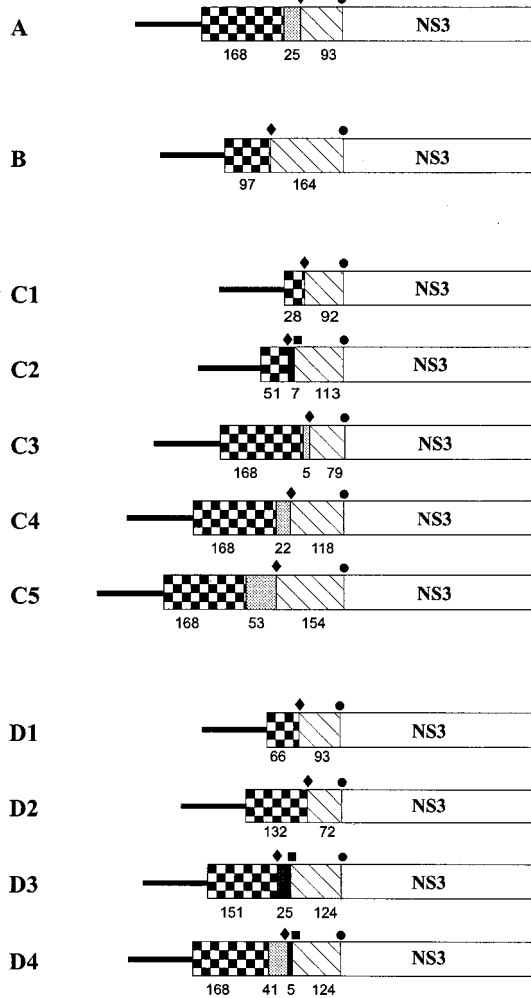 A NS3
168 25 93
B NS3
97 164
C1 NS3
28 92
C2 NS3
51 7 113
C3 NS3
168 5 79
C4 NS3
168 22 118
C5 NS3
168 53 154
D1 NS3
66 93
D2 NS3
132 72
D3 NS3
151 25 124
D4 NS3
168 41 5 124